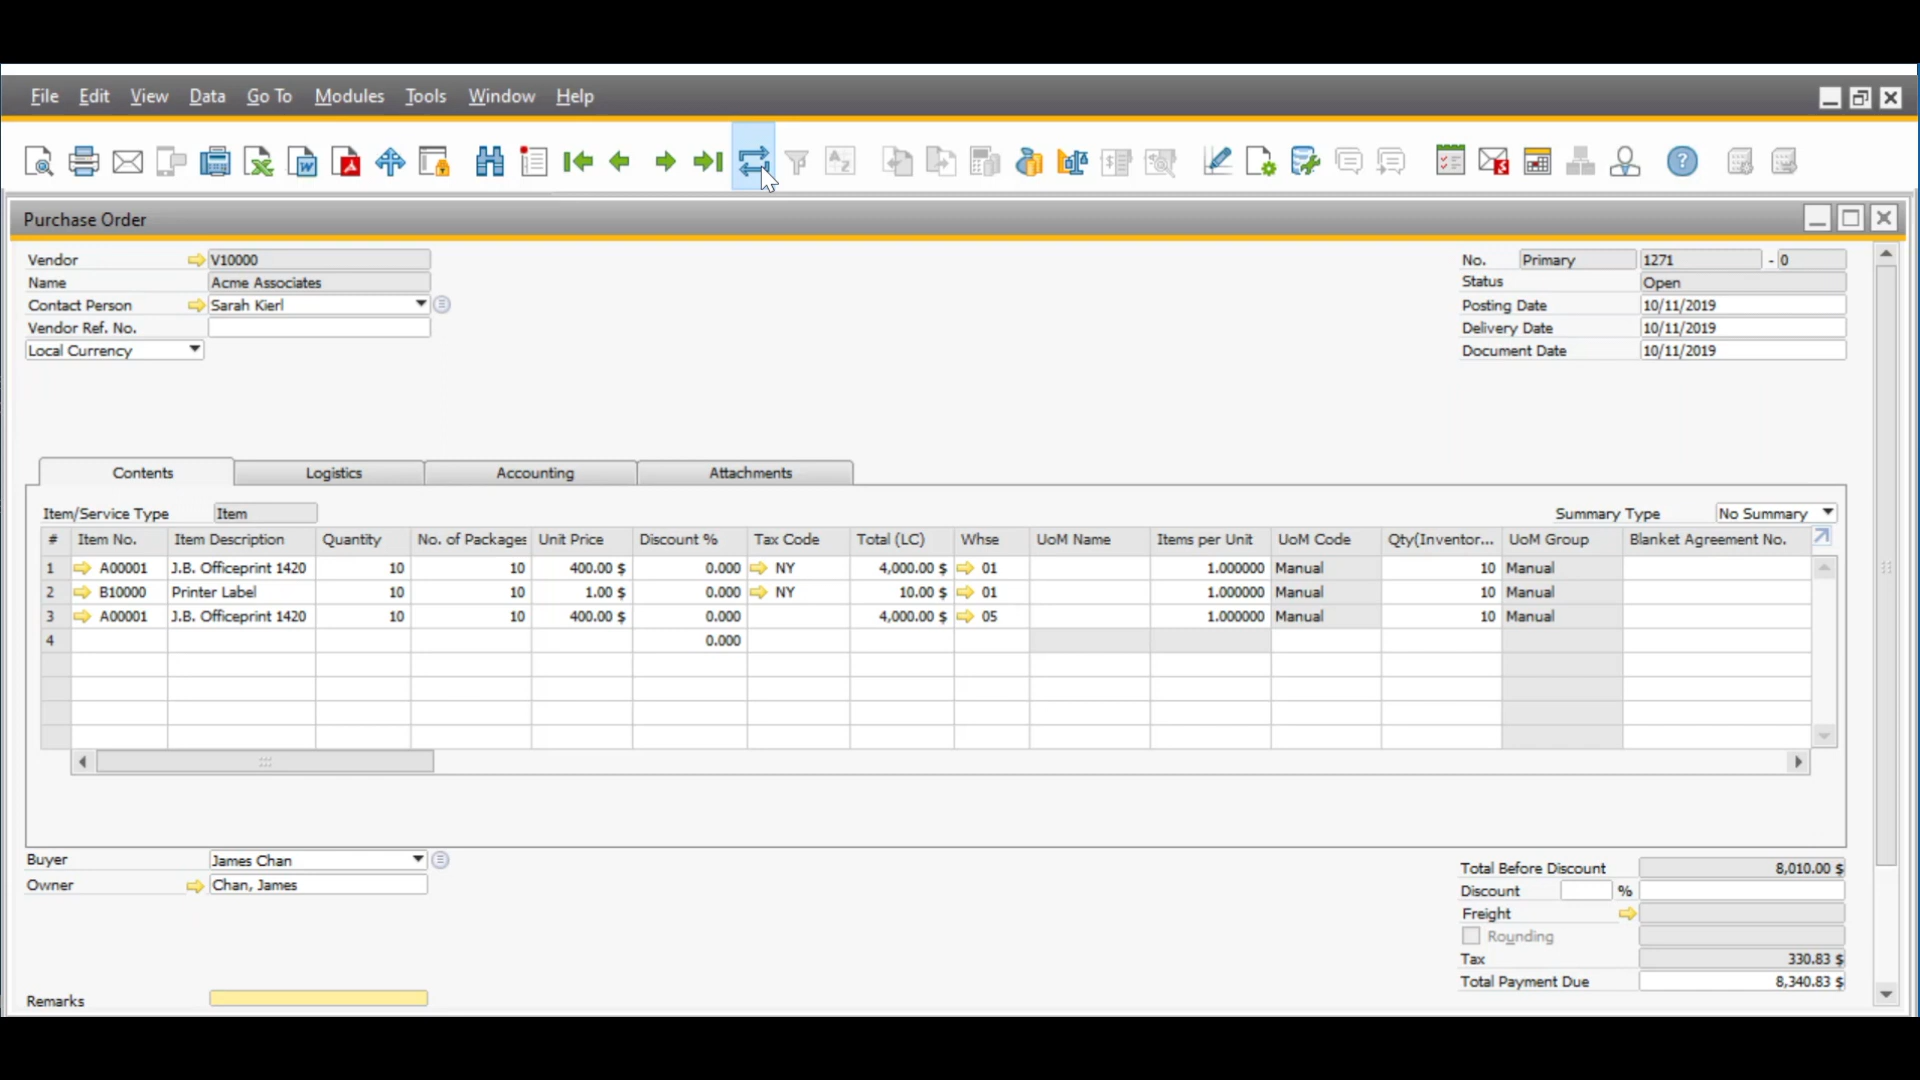 File Edit View Data Go To Modules Tools Window Help
Purchase Order
Vendor V10000 No. Primary 1271 - 0
Name Acme Associates Status Open
Contact Person Sarah Kierl Posting Date 10/11/2019
Vendor Ref. No. Delivery Date 10/11/2019
Local Currency Document Date 10/11/2019
Contents Logistics Accounting Attachments
Item/Service Type Item Summary Type No Summary
# Item No. Item Description Quantity No. of Packages Unit Price Discount % Tax Code Total (LC) Whse UoM Name Items per Unit UoM Code Qty(Inventor... UoM Group Blanket Agreement No.
1 A00001 J.B. Officeprint 1420 10 10 400.00 $ 0.000 NY 4,000.00 $ 01 1.000000 Manual 10 Manual
2 B10000 Printer Label 10 10 1.00 $ 0.000 NY 10.00 $ 01 1.000000 Manual 10 Manual
3 A00001 J.B. Officeprint 1420 10 10 400.00 $ 0.000 4,000.00 $ 05 1.000000 Manual 10 Manual
4 0.000
Buyer James Chan
Owner Chan, James
Total Before Discount 8,010.00 $
Discount %
Freight
Rounding
Tax 330.83 $
Total Payment Due 8,340.83 $
Remarks